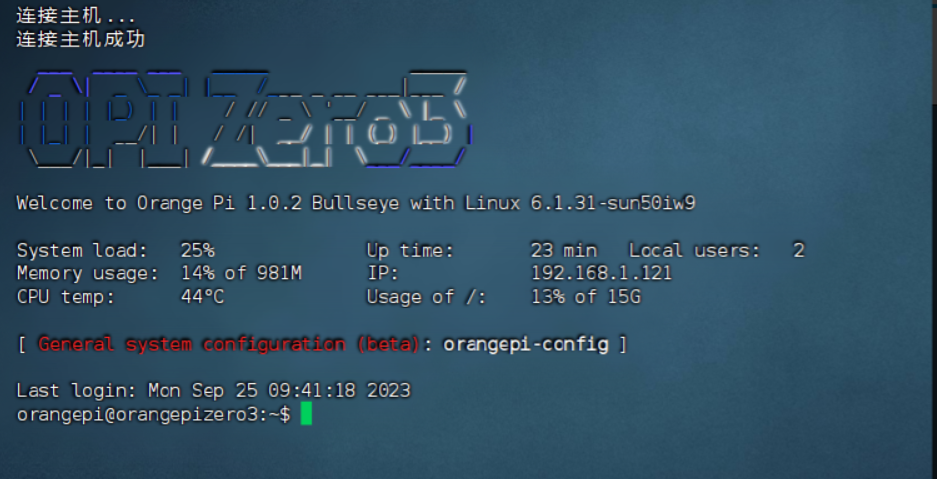 连接主机...
连接主机成功
OPI Zero3
Welcome to Orange Pi 1.0.2 Bullseye with Linux 6.1.31-sun50iw9
System load: 25% Up time: 23 min Local users: 2
Memory usage: 14% of 981M IP: 192.168.1.121
CPU temp: 44°C Usage of /: 13% of 15G
[ General system configuration (beta): orangepi-config ]
Last login: Mon Sep 25 09:41:18 2023
orangepi@orangepizero3:~$